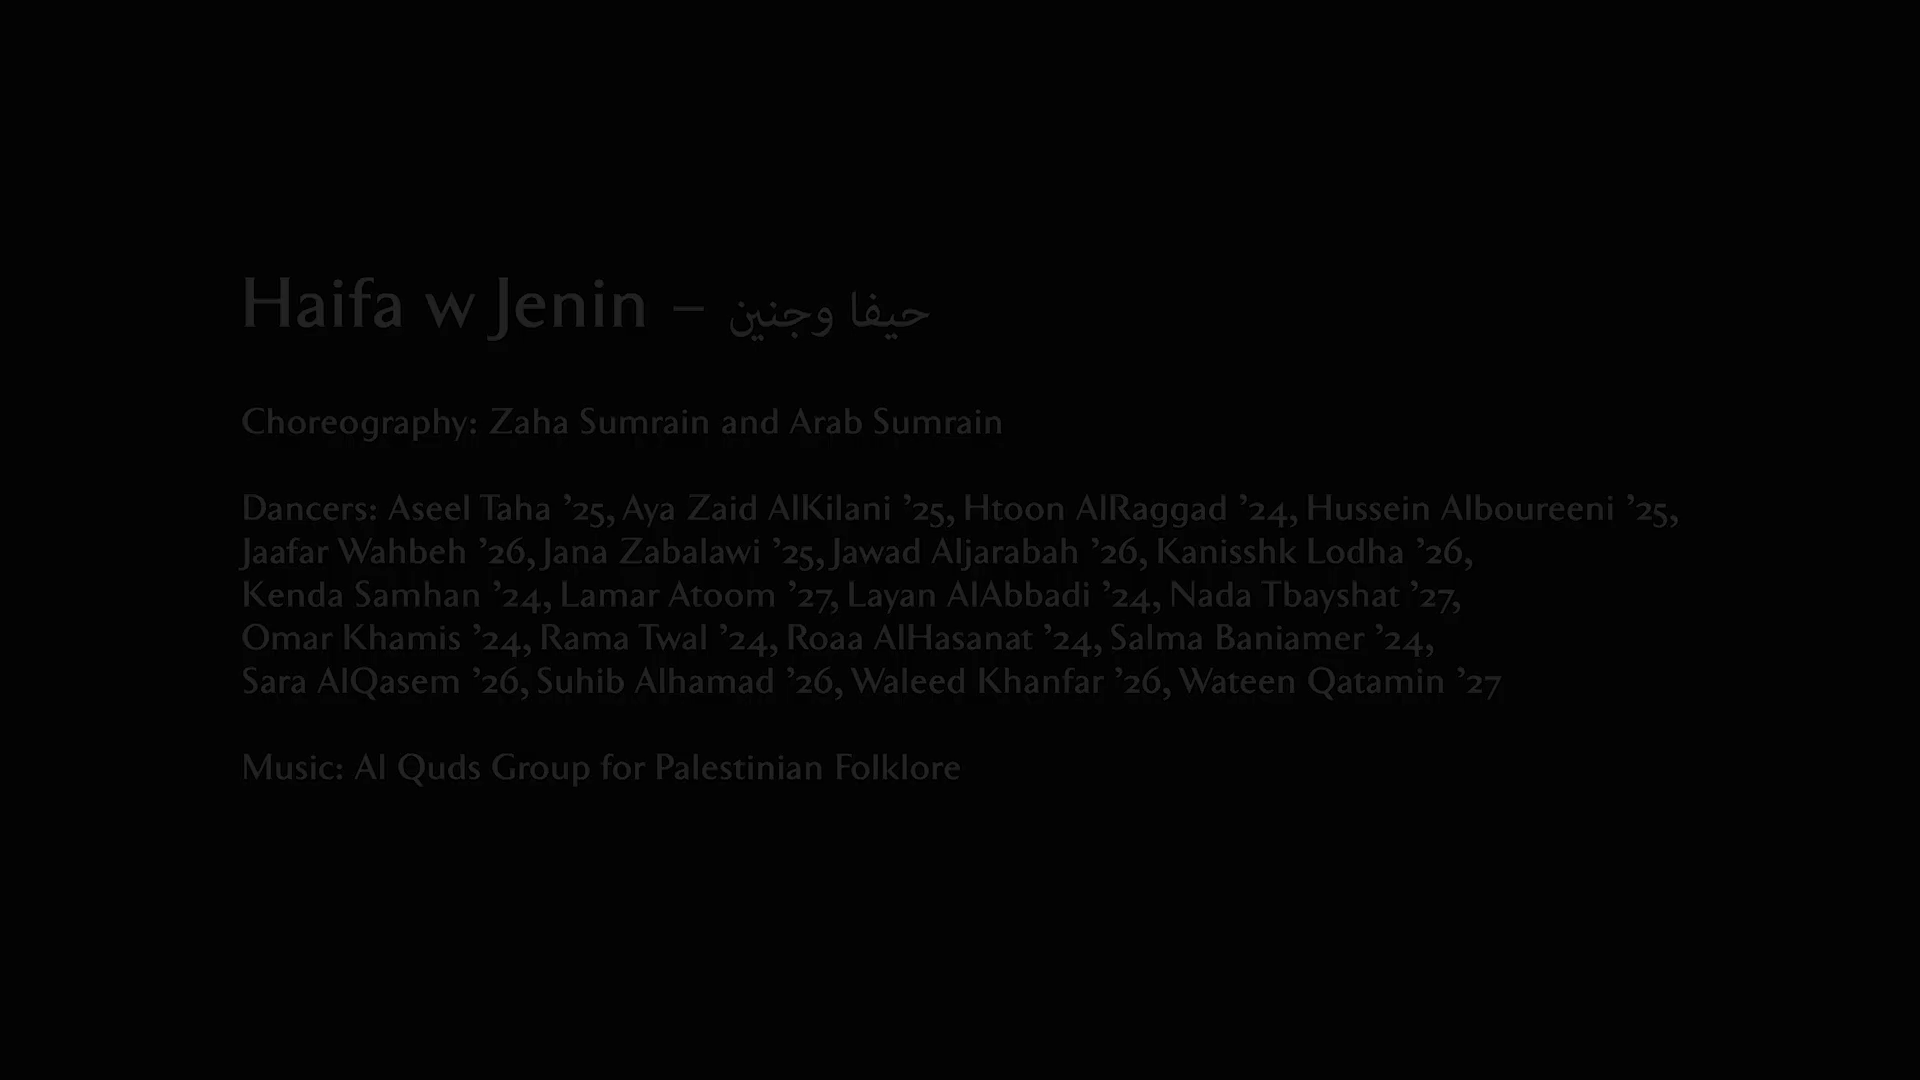 Haifa w Jenin – حيفا وجنين
Choreography: Zaha Sumrain and Arab Sumrain
Dancers: Aseel Taha ’25, Aya Zaid AlKilani ’25, Htoon AlRaggad ’24, Hussein Alboureeni ’25,
Jaafar Wahbeh ’26, Jana Zabalawi ’25, Jawad Aljarabah ’26, Kanisshk Lodha ’26,
Kenda Samhan ’24, Lamar Atoom ’27, Layan AlAbbadi ’24, Nada Tbayshat ’27,
Omar Khamis ’24, Rama Twal ’24, Roaa AlHasanat ’24, Salma Baniamer ’24,
Sara AlQasem ’26, Suhib Alhamad ’26, Waleed Khanfar ’26, Wateen Qatamin ’27
Music: Al Quds Group for Palestinian Folklore